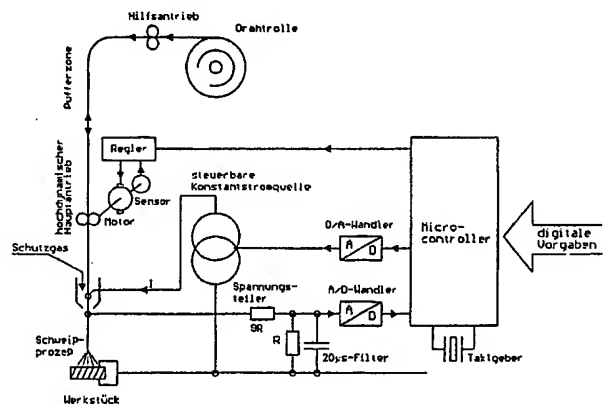 Hilfsantrieb
Drahtrolle
Pufferzone
Regler
hochdynamischer
Hauptantrieb
Sensor
Motor
steuerbare
Konstantstromquelle
D/A-Wandler
A
D
Micro-
controller
digitale
Vorgaben
Schutzgas
I
Spannungs-
teiler
A/D-Wandler
A
D
9R
R
20µs-Filter
Taktgeber
Schweiß-
prozeß
Werkstück